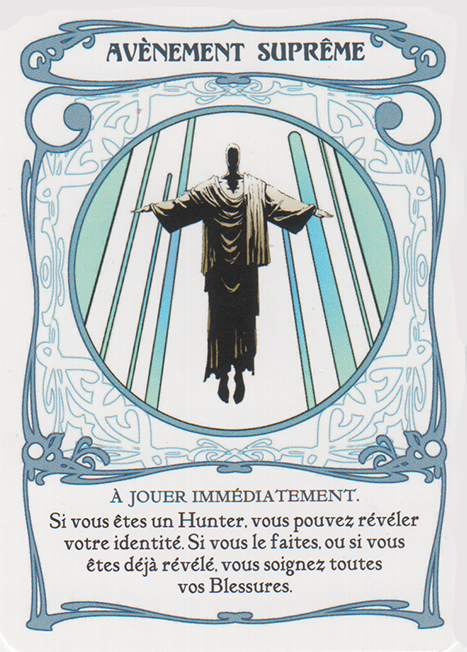 AVÈNEMENT SUPRÊME
À JOUER IMMÉDIATEMENT.
Si vous êtes un Hunter, vous pouvez révéler
votre identité. Si vous le faites, ou si vous
êtes déjà révélé, vous soignez toutes
vos Blessures.